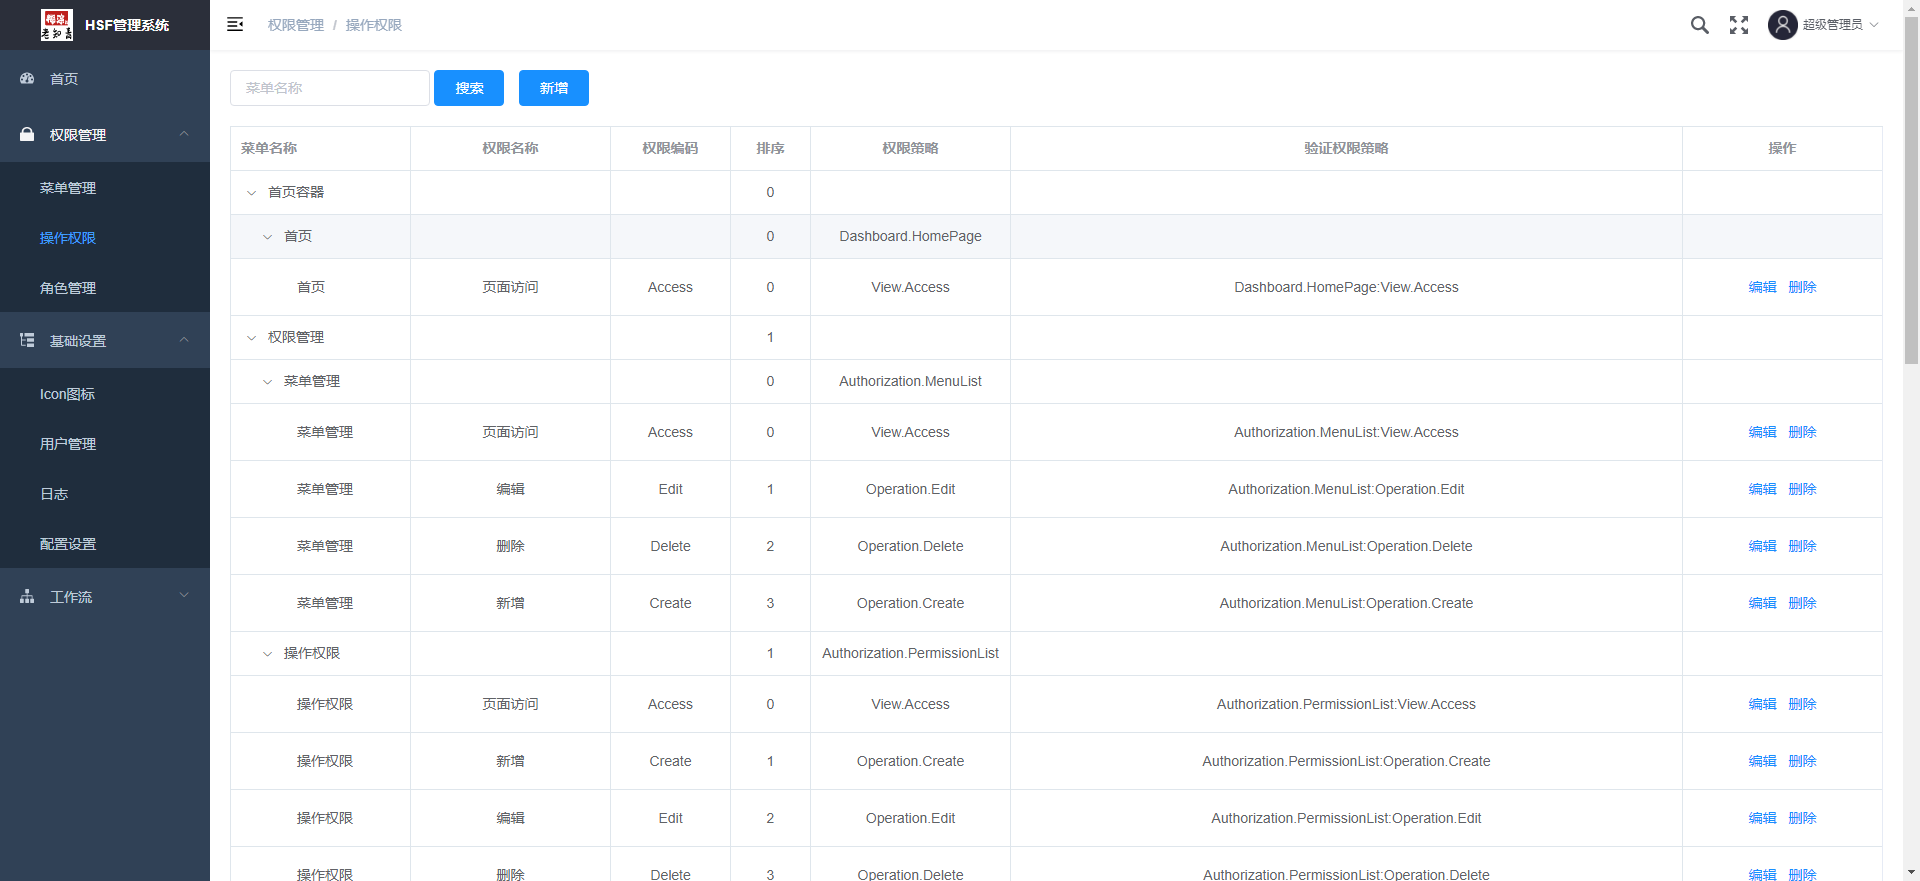 HSF管理系统
权限管理 / 操作权限
超级管理员
首页
权限管理
菜单管理
操作权限
角色管理
基础设置
Icon图标
用户管理
日志
配置设置
工作流
菜单名称 搜索 新增
菜单名称 权限名称 权限编码 排序 权限策略 验证权限策略 操作
首页容器 0
首页 0 Dashboard.HomePage
首页 页面访问 Access 0 View.Access Dashboard.HomePage:View.Access 编辑 删除
权限管理 1
菜单管理 0 Authorization.MenuList
菜单管理 页面访问 Access 0 View.Access Authorization.MenuList:View.Access 编辑 删除
菜单管理 编辑 Edit 1 Operation.Edit Authorization.MenuList:Operation.Edit 编辑 删除
菜单管理 删除 Delete 2 Operation.Delete Authorization.MenuList:Operation.Delete 编辑 删除
菜单管理 新增 Create 3 Operation.Create Authorization.MenuList:Operation.Create 编辑 删除
操作权限 1 Authorization.PermissionList
操作权限 页面访问 Access 0 View.Access Authorization.PermissionList:View.Access 编辑 删除
操作权限 新增 Create 1 Operation.Create Authorization.PermissionList:Operation.Create 编辑 删除
操作权限 编辑 Edit 2 Operation.Edit Authorization.PermissionList:Operation.Edit 编辑 删除
操作权限 删除 Delete 3 Operation.Delete Authorization.PermissionList:Operation.Delete 编辑 删除